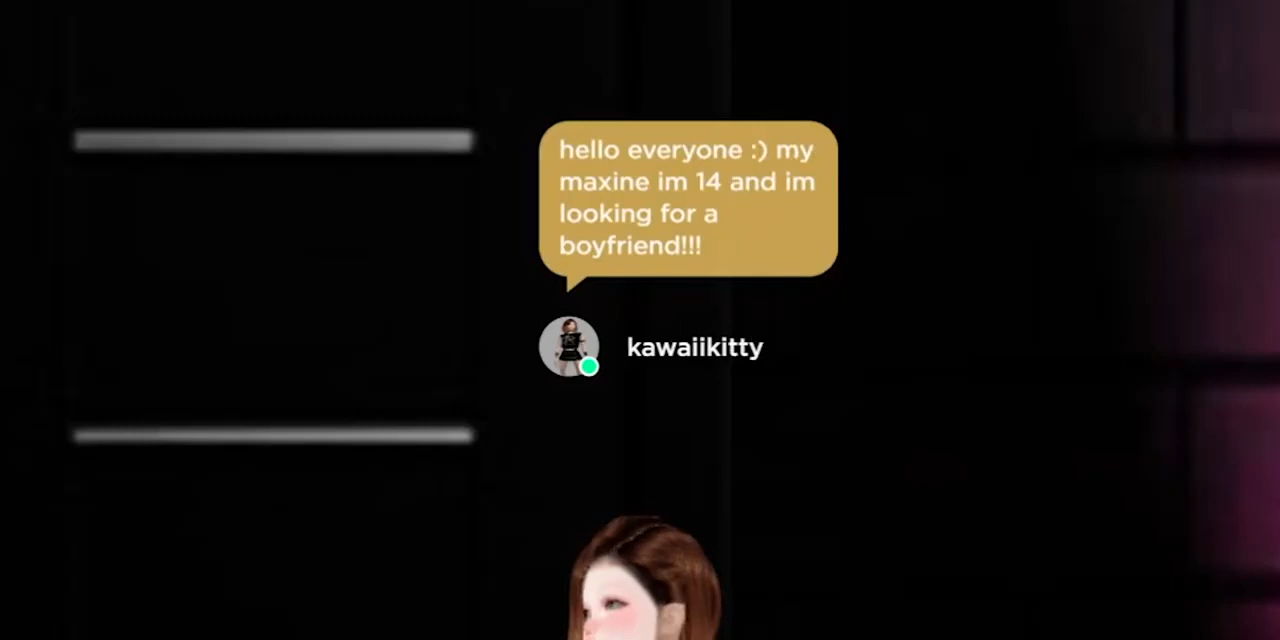 hello everyone :) my
maxine im 14 and im
looking for a
boyfriend!!!
kawaiikitty